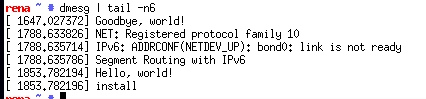 rena ~ # dmesg | tail -n6
[ 1647.027372] Goodbye, world!
[ 1788.633826] NET: Registered protocol family 10
[ 1788.635714] IPv6: ADDRCONF(NETDEV_UP): bond0: link is not ready
[ 1788.635786] Segment Routing with IPv6
[ 1853.782194] Hello, world!
[ 1853.782196] install
rena ~ #